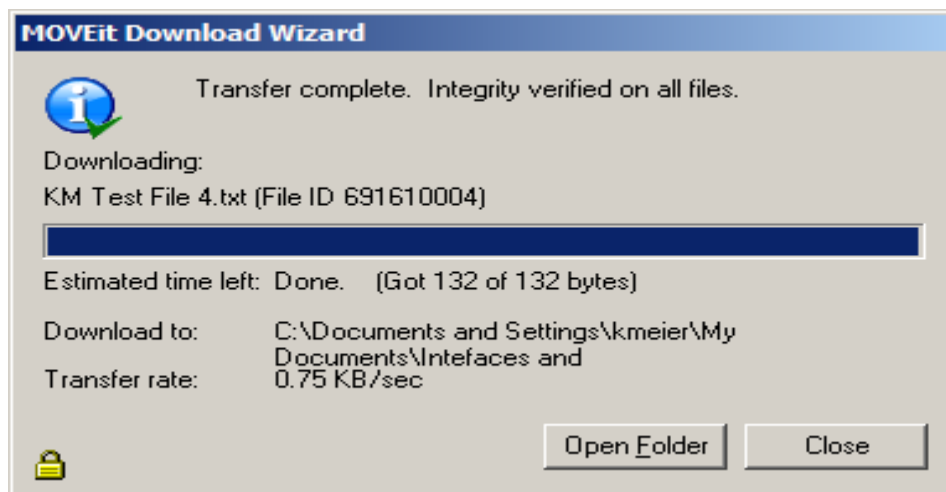 MOVEit Download Wizard
Transfer complete. Integrity verified on all files.
Downloading:
KM Test File 4.txt (File ID 691610004)
Estimated time left: Done. (Got 132 of 132 bytes)
Download to: C:\Documents and Settings\kmeier\My
Documents\Intefaces and
Transfer rate: 0.75 KB/sec
Open Folder Close